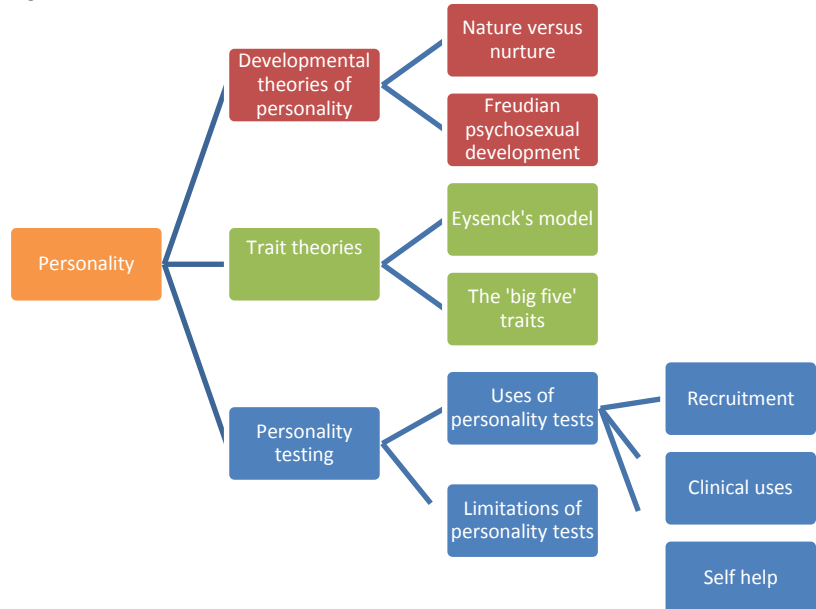 Nature versus
nurture
Developmental
theories of
personality
Freudian
psychosexual
development
Eysenck's model
Trait theories
Personality
The 'big five'
traits
Uses of
personality tests
Recruitment
Personality
testing
Clinical uses
Limitations of
personality tests
Self help